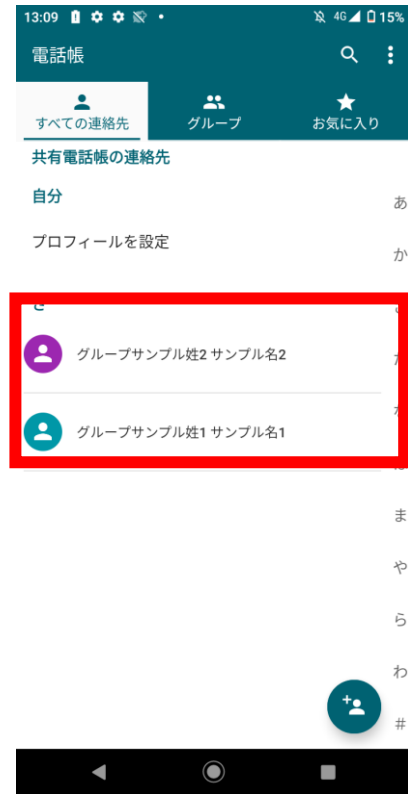 13:09 4G 15%
電話帳
すべての連絡先 グループ お気に入り
共有電話帳の連絡先
自分
プロフィールを設定
グループサンプル姓2 サンプル名2
グループサンプル姓1 サンプル名1
あ
か
ま
や
ら
わ
#